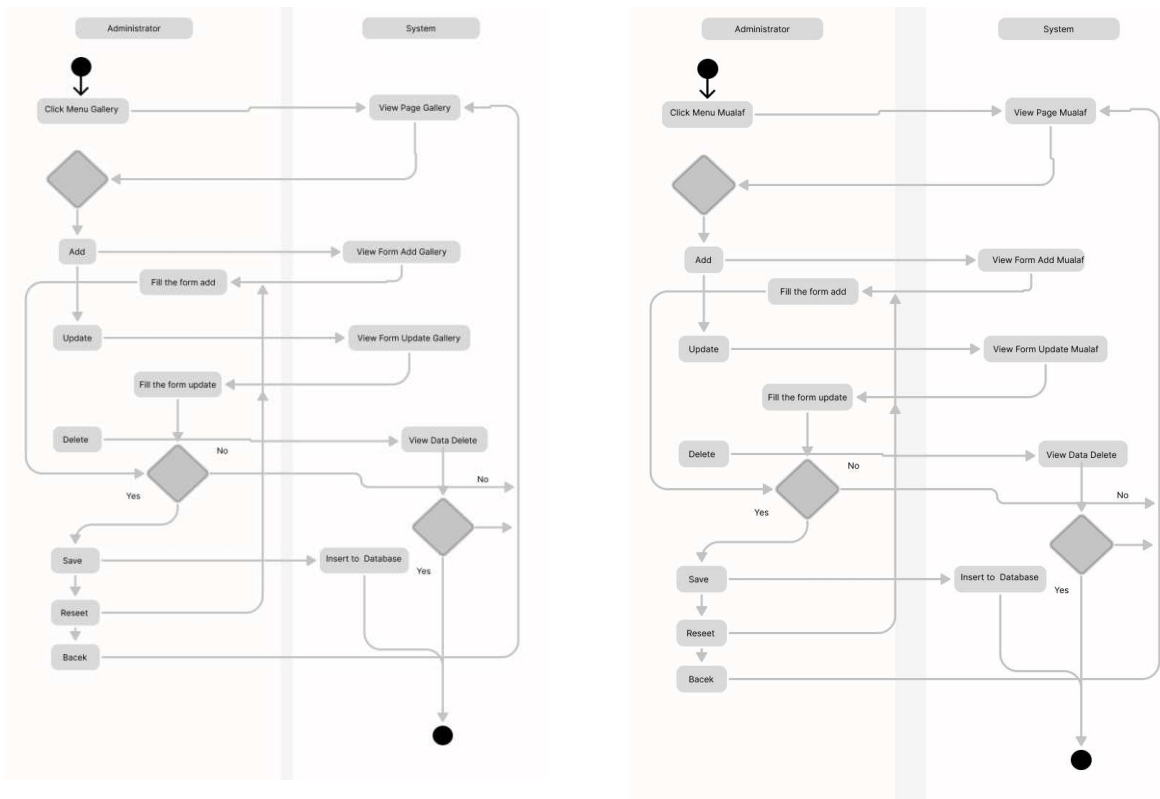 Administrator
System
Click Menu Gallery
View Page Gallery
Add
View Form Add Gallery
Fill the form add
Update
View Form Update Gallery
Fill the form update
Delete
View Data Delete
No
No
Yes
Save
Insert to Database
Yes
Reseet
Bacek
Administrator
System
Click Menu Mualaf
View Page Mualaf
Add
View Form Add Mualaf
Fill the form add
Update
View Form Update Mualaf
Fill the form update
Delete
View Data Delete
No
No
Yes
Save
Insert to Database
Yes
Reseet
Bacek